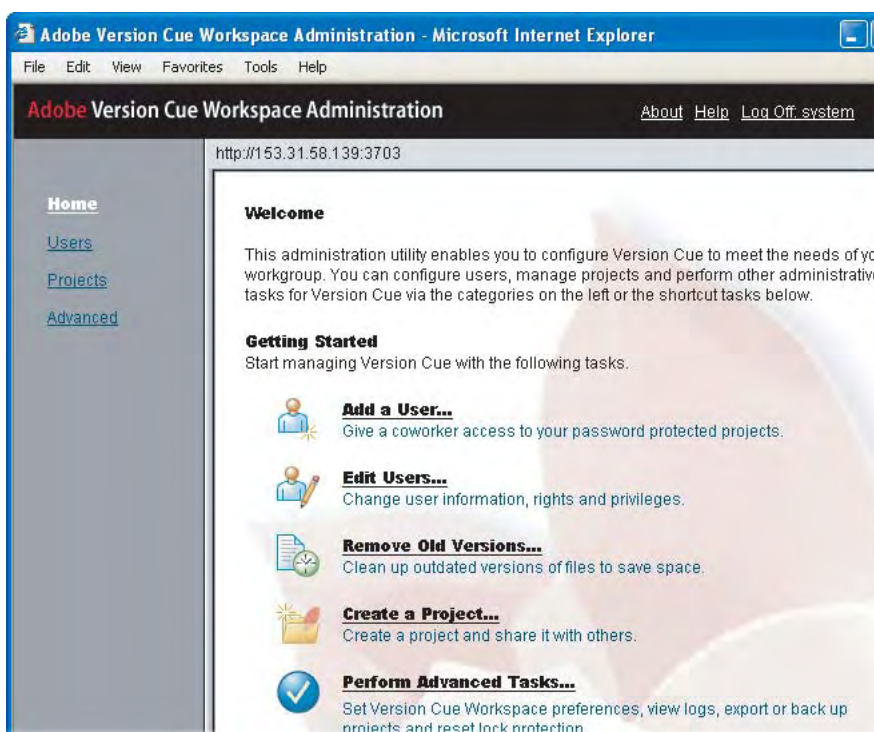 Adobe Version Cue Workspace Administration - Microsoft Internet Explorer
File Edit View Favorites Tools Help
Adobe Version Cue Workspace Administration About Help Log Off: system
http://153.31.58.139:3703
Home
Users
Projects
Advanced
Welcome
This administration utility enables you to configure Version Cue to meet the needs of
workgroup. You can configure users, manage projects and perform other administrative
tasks for Version Cue via the categories on the left or the shortcut tasks below.
Getting Started
Start managing Version Cue with the following tasks.
Add a User...
Give a coworker access to your password protected projects.
Edit Users...
Change user information, rights and privileges.
Remove Old Versions...
Clean up outdated versions of files to save space.
Create a Project...
Create a project and share it with others.
Perform Advanced Tasks...
Set Version Cue Workspace preferences, view logs, export or back up
projects and reset lock protection